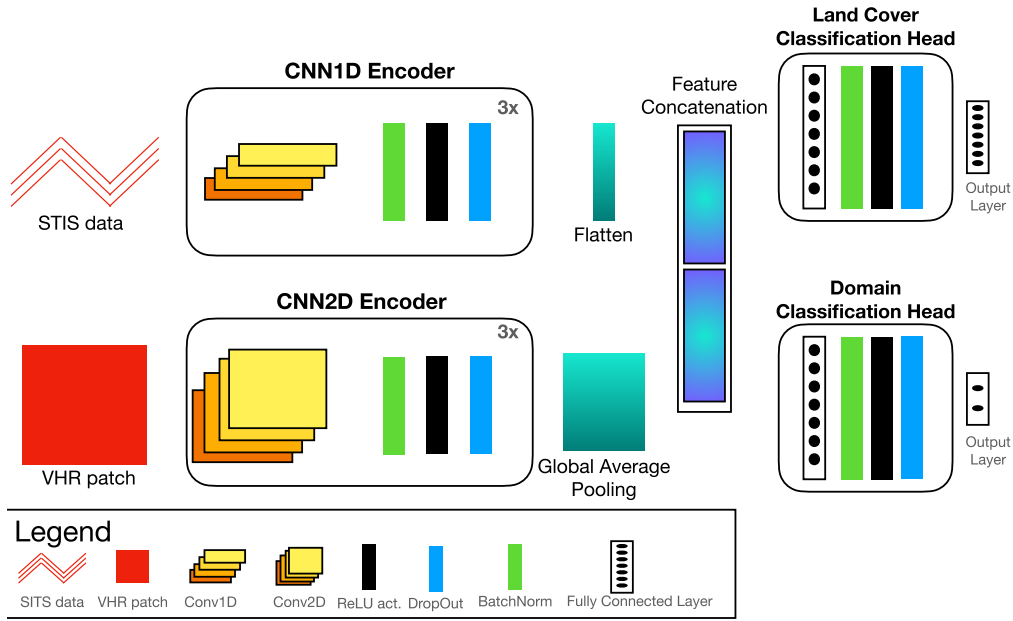 Land Cover
Classification Head
CNN1D Encoder
3x
Feature
Concatenation
STIS data
Flatten
Output
Layer
CNN2D Encoder
3x
Domain
Classification Head
VHR patch
Global Average
Pooling
Output
Layer
Legend
SITS data
VHR patch
Conv1D
Conv2D
ReLU act.
DropOut
BatchNorm
Fully Connected Layer